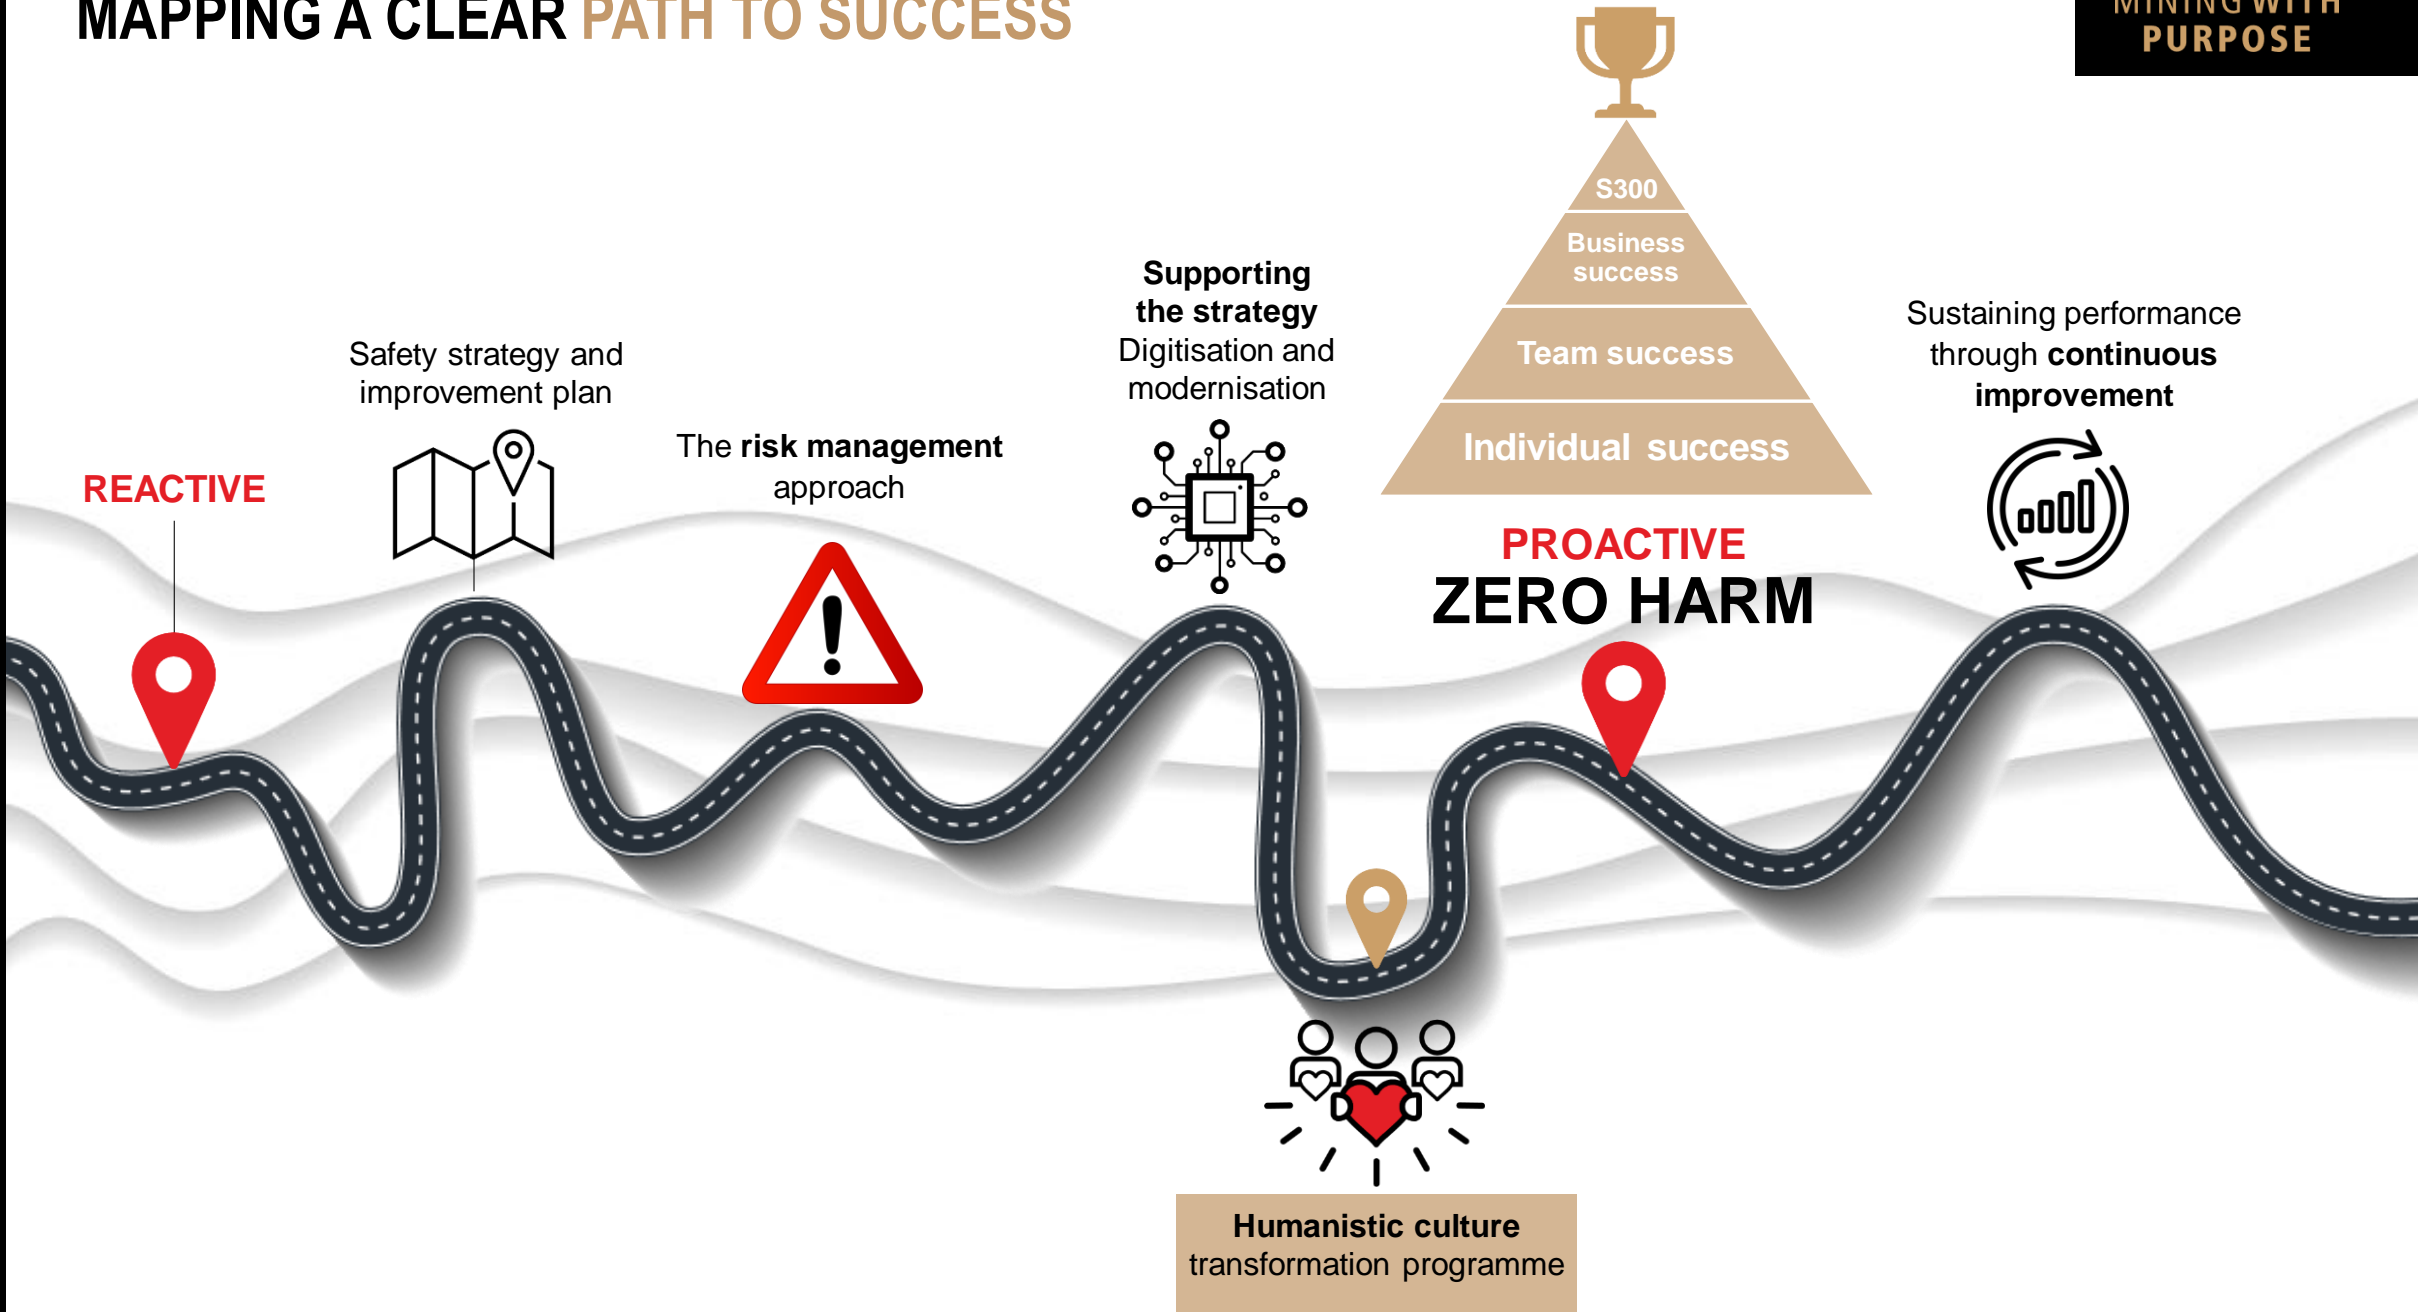 MAPPING A CLEAR PATH TO SUCCESS
MINING WITH
PURPOSE
REACTIVE
Safety strategy and
improvement plan
The risk management
approach
Supporting
the strategy
Digitisation and
modernisation
S300
Business
success
Team success
Individual success
PROACTIVE
ZERO HARM
Sustaining performance
through continuous
improvement
Humanistic culture
transformation programme